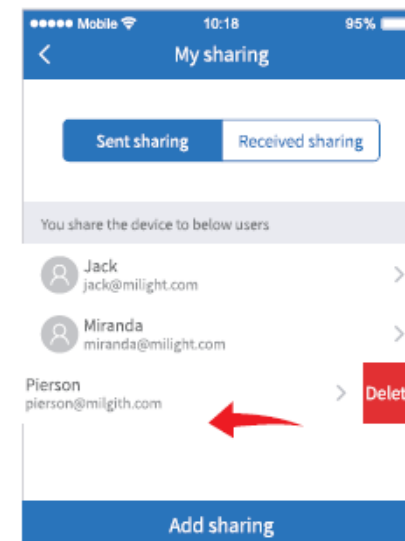 Mobile 10:18 95%
My sharing
Sent sharing Received sharing
You share the device to below users
Jack
jack@milight.com
Miranda
miranda@milight.com
Pierson
pierson@milgith.com
Delet
Add sharing